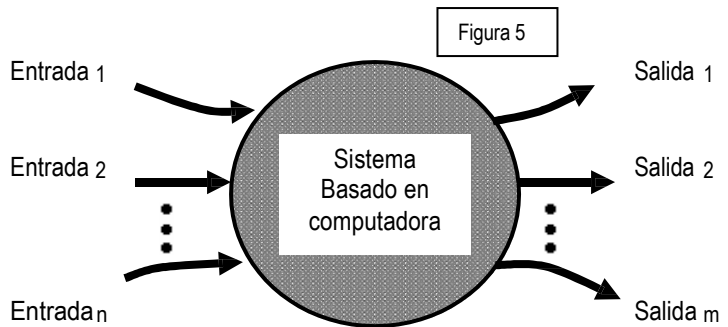 Figura 5
Entrada 1
Salida 1
Entrada 2
Sistema
Basado en
computadora
Salida 2
Entrada n
Salida m